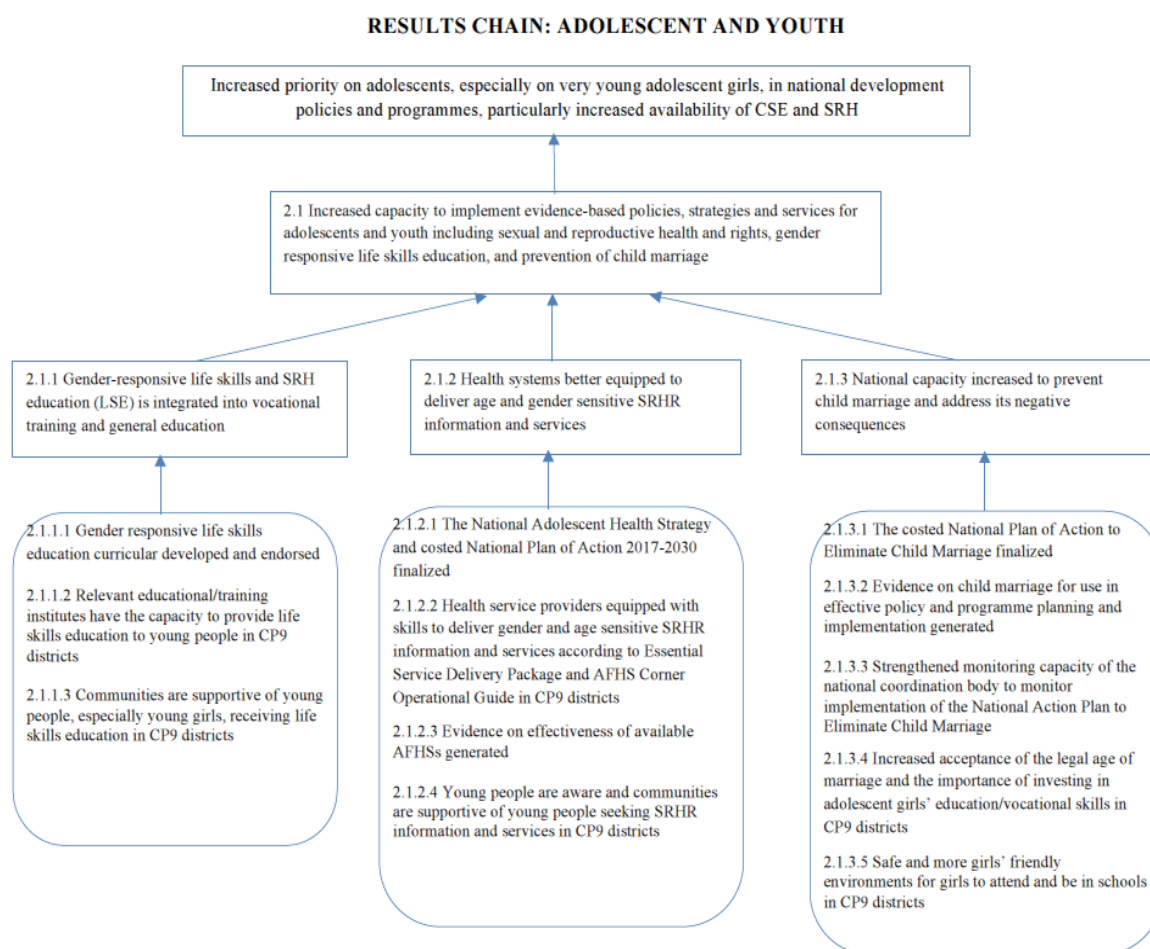 RESULTS CHAIN: ADOLESCENT AND YOUTH
Increased priority on adolescents, especially on very young adolescent girls, in national development
policies and programmes, particularly increased availability of CSE and SRH
2.1 Increased capacity to implement evidence-based policies, strategies and services for
adolescents and youth including sexual and reproductive health and rights, gender
responsive life skills education, and prevention of child marriage
2.1.1 Gender-responsive life skills and SRH
education (LSE) is integrated into vocational
training and general education
2.1.2 Health systems better equipped to
deliver age and gender sensitive SRHR
information and services
2.1.3 National capacity increased to prevent
child marriage and address its negative
consequences
2.1.1.1 Gender responsive life skills
education curricular developed and endorsed
2.1.1.2 Relevant educational/training
institutes have the capacity to provide life
skills education to young people in CP9
districts
2.1.1.3 Communities are supportive of young
people, especially young girls, receiving life
skills education in CP9 districts
2.1.2.1 The National Adolescent Health Strategy
and costed National Plan of Action 2017-2030
finalized
2.1.2.2 Health service providers equipped with
skills to deliver gender and age sensitive SRHR
information and services according to Essential
Service Delivery Package and AFHS Corner
Operational Guide in CP9 districts
2.1.2.3 Evidence on effectiveness of available
AFHSs generated
2.1.2.4 Young people are aware and communities
are supportive of young people seeking SRHR
information and services in CP9 districts
2.1.3.1 The costed National Plan of Action to
Eliminate Child Marriage finalized
2.1.3.2 Evidence on child marriage for use in
effective policy and programme planning and
implementation generated
2.1.3.3 Strengthened monitoring capacity of the
national coordination body to monitor
implementation of the National Action Plan to
Eliminate Child Marriage
2.1.3.4 Increased acceptance of the legal age of
marriage and the importance of investing in
adolescent girls' education/vocational skills in
CP9 districts
2.1.3.5 Safe and more girls' friendly
environments for girls to attend and be in schools
in CP9 districts